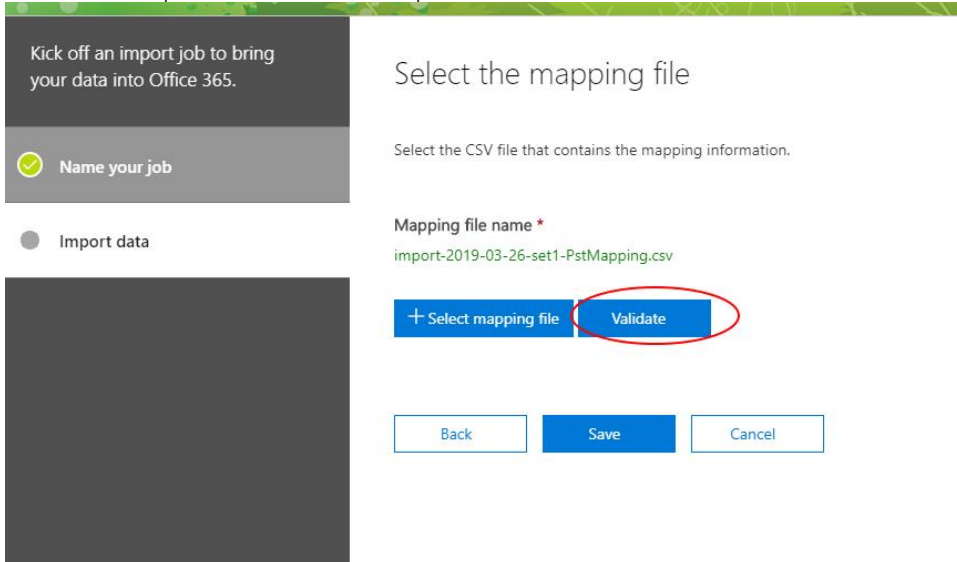 Kick off an import job to bring
your data into Office 365.
Name your job
Import data
Select the mapping file
Select the CSV file that contains the mapping information.
Mapping file name *
import-2019-03-26-set1-PstMapping.csv
+ Select mapping file
Validate
Back
Save
Cancel